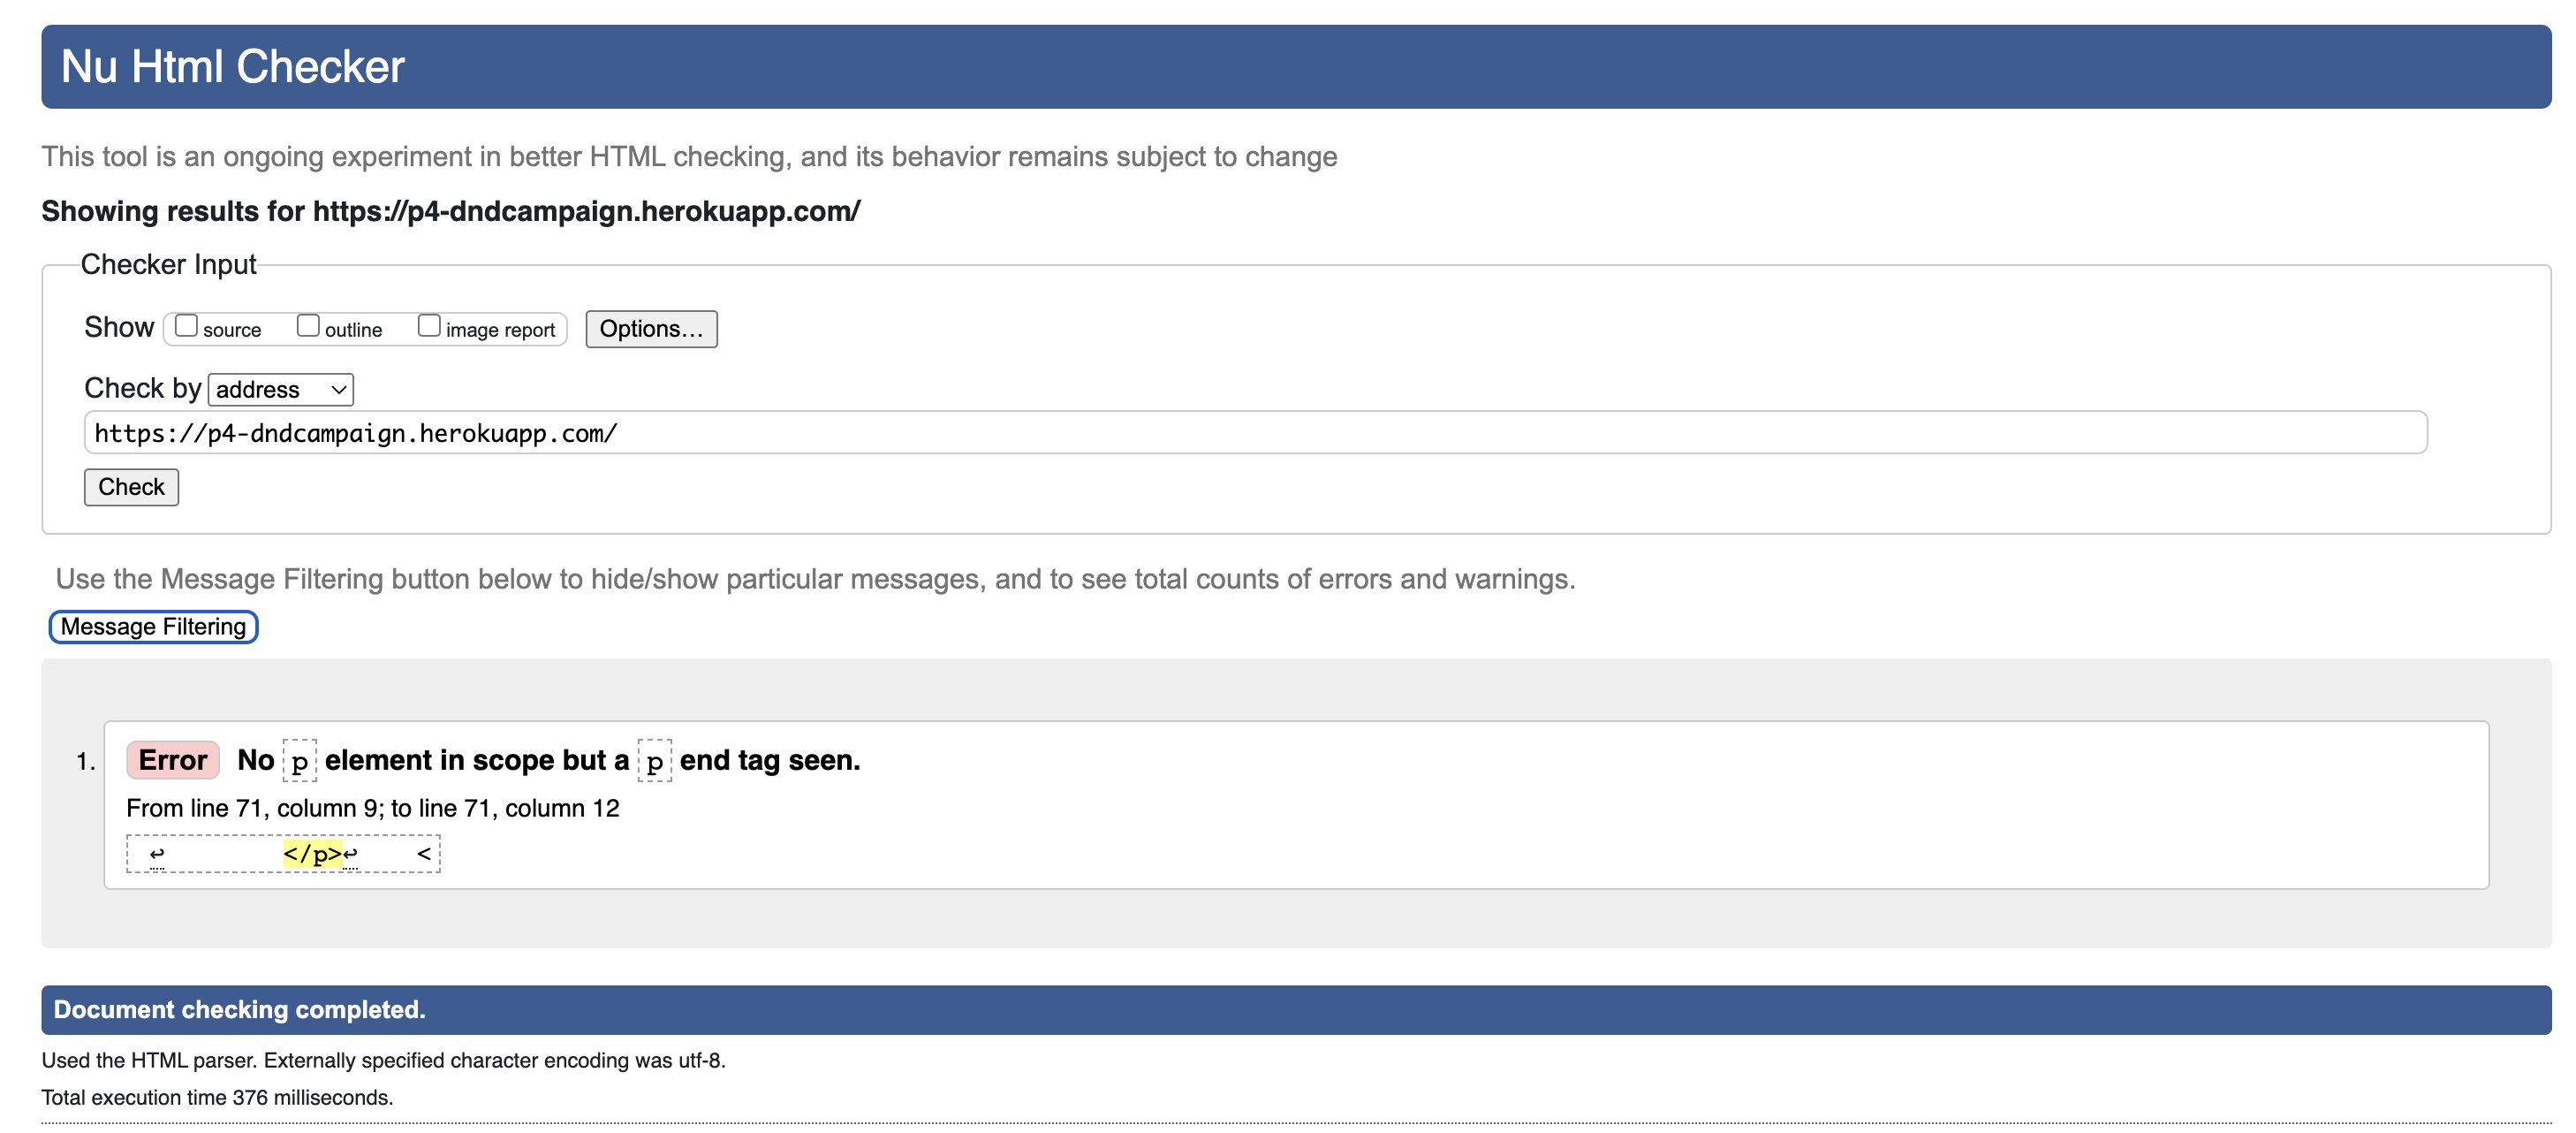 Nu Html Checker
This tool is an ongoing experiment in better HTML checking, and its behavior remains subject to change
Showing results for https://p4-dndcampaign.herokuapp.com/
Checker Input
Show source outline image report Options...
Check by address
https://p4-dndcampaign.herokuapp.com/
Check
Use the Message Filtering button below to hide/show particular messages, and to see total counts of errors and warnings.
Message Filtering
1. Error No p element in scope but a p end tag seen.
From line 71, column 9; to line 71, column 12
↩ </p>↩ <
Document checking completed.
Used the HTML parser. Externally specified character encoding was utf-8.
Total execution time 376 milliseconds.